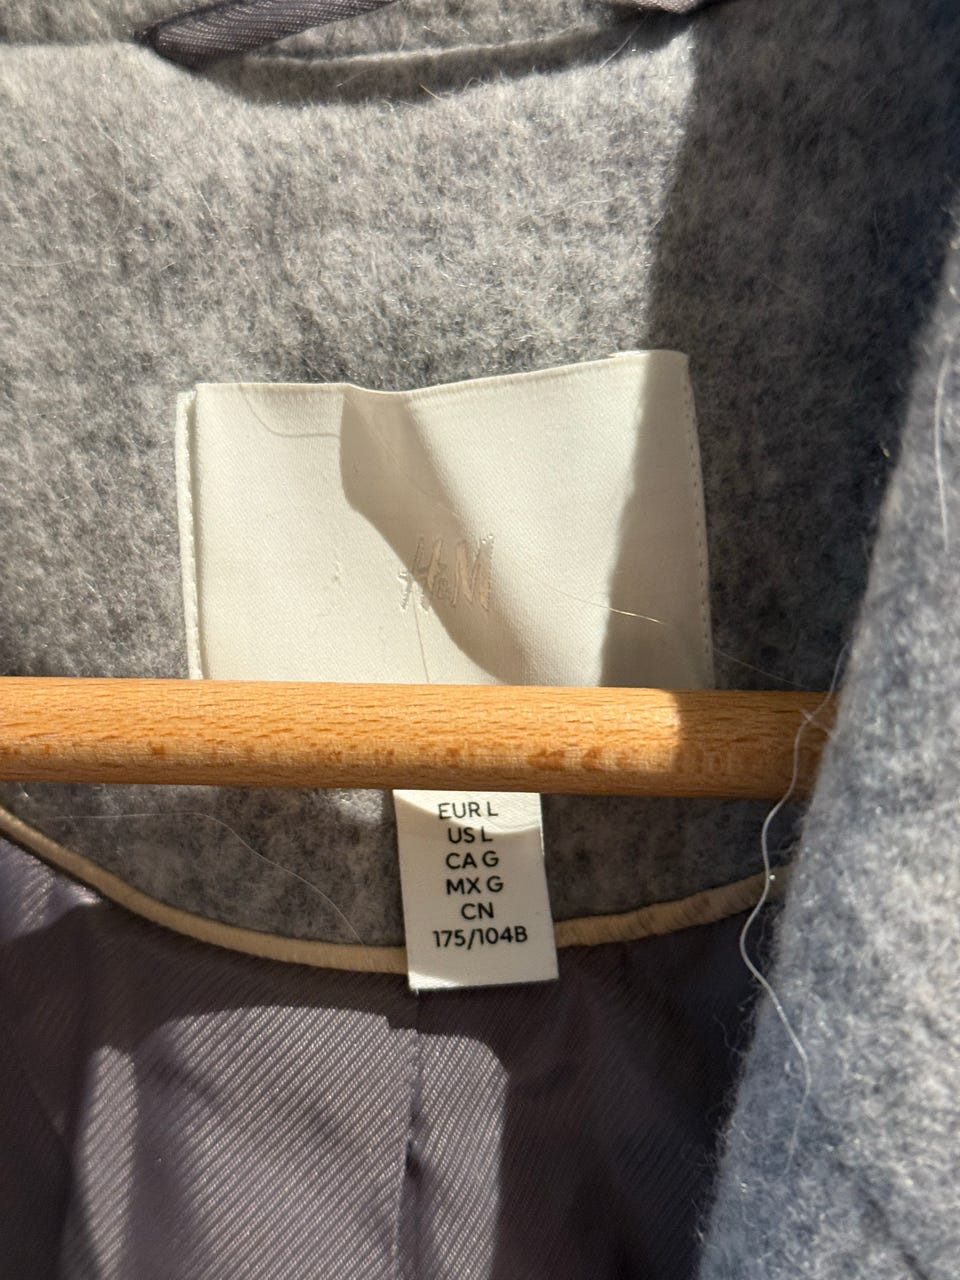 H&M
EUR L
US L
CA G
MX G
CN
175/104B